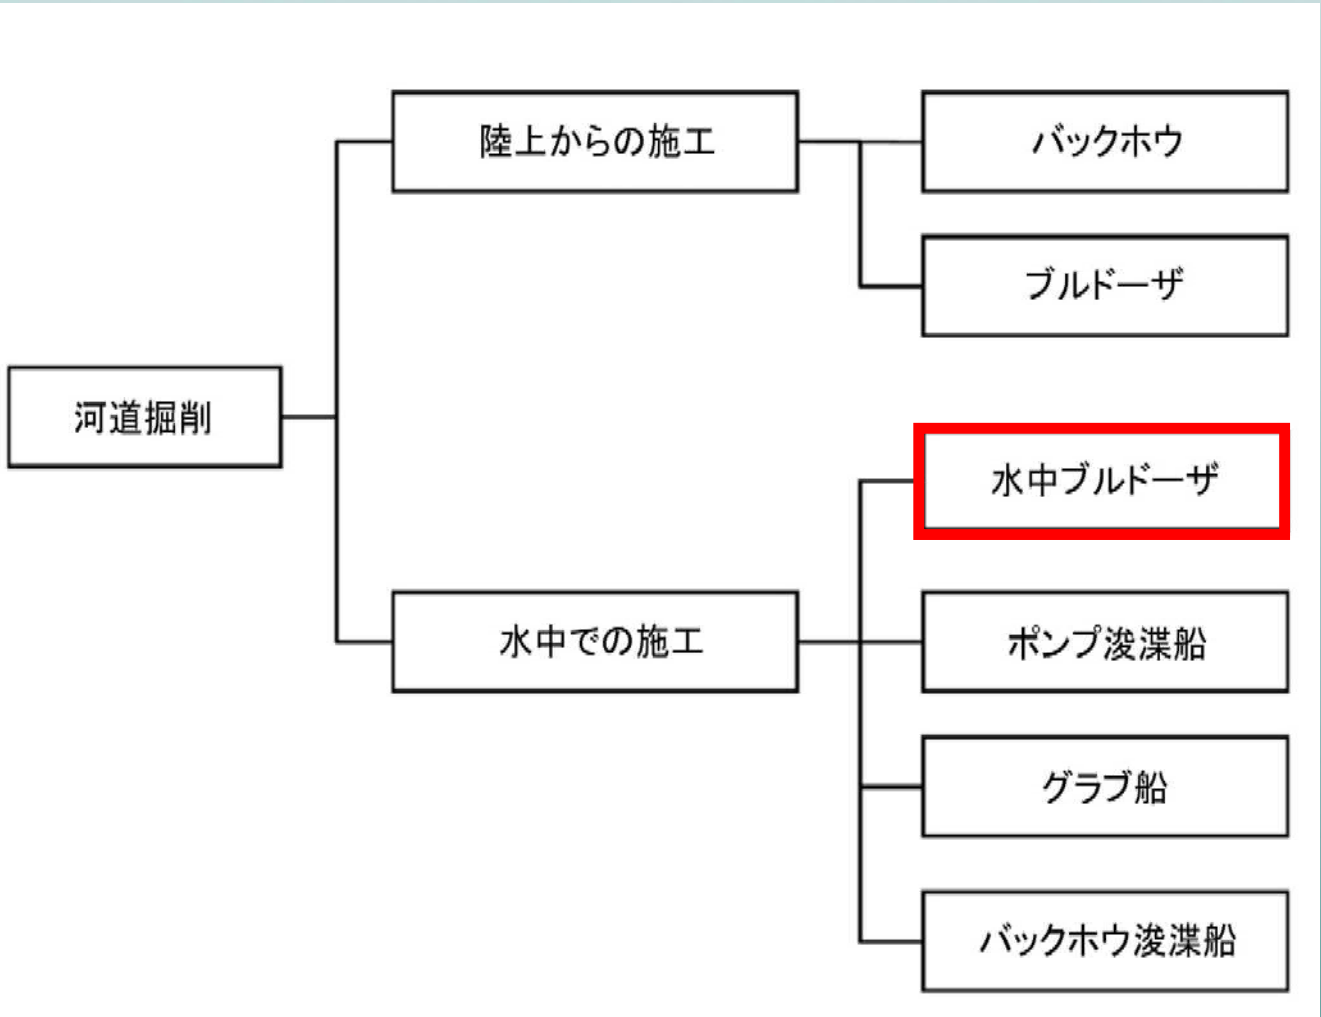 陸上からの施工
バックホウ
ブルドーザ
河道掘削
水中ブルドーザ
水中での施工
ポンプ浚渫船
グラブ船
バックホウ浚渫船